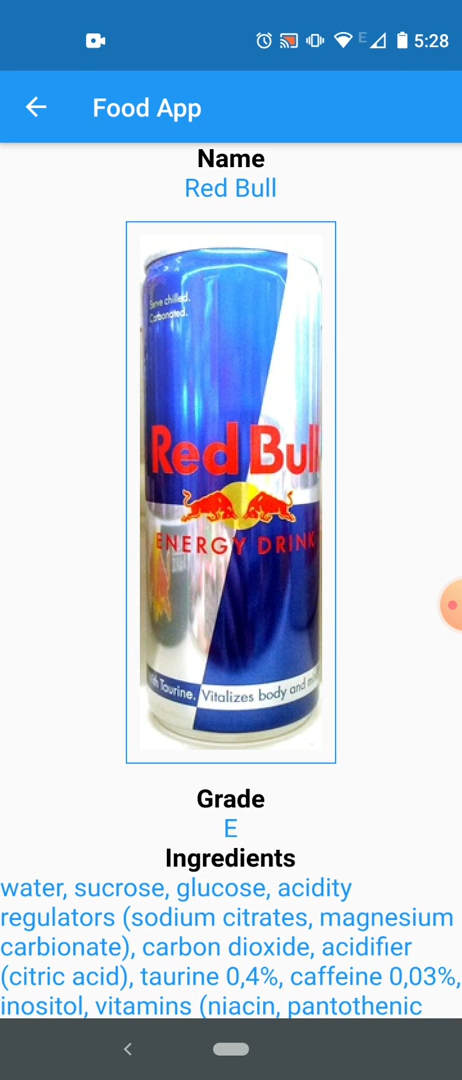 E
5:28
Food App
Name
Red Bull
Serve chilled.
Carbonated.
Red Bull
ENERGY DRINK
Taurine. Vitalizes body and
Grade
E
Ingredients
water, sucrose, glucose, acidity
regulators (sodium citrates, magnesium
carbionate), carbon dioxide, acidifier
(citric acid), taurine 0,4%, caffeine 0,03%,
inositol, vitamins (niacin, pantothenic